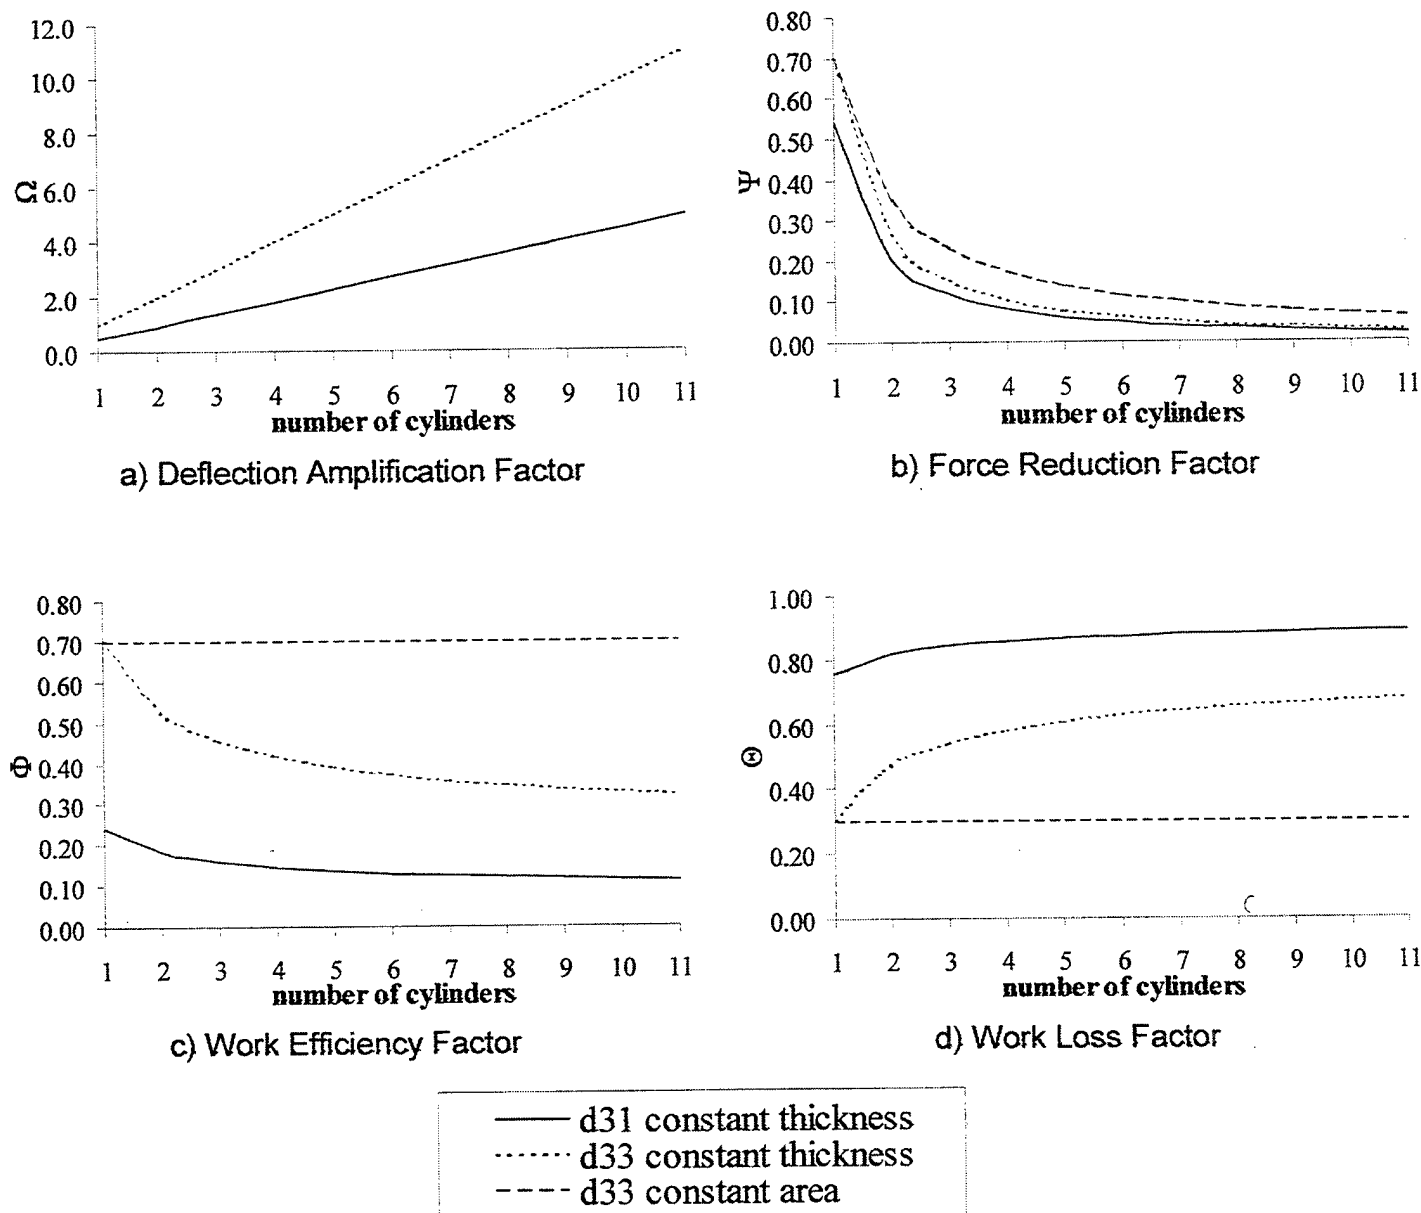 12.0
10.0
8.0
Ω 6.0
4.0
2.0
0.0
1 2 3 4 5 6 7 8 9 10 11
number of cylinders
a) Deflection Amplification Factor
0.80
0.70
0.60
0.50
Ψ 0.40
0.30
0.20
0.10
0.00
1 2 3 4 5 6 7 8 9 10 11
number of cylinders
b) Force Reduction Factor
0.80
0.70
0.60
0.50
Φ 0.40
0.30
0.20
0.10
0.00
1 2 3 4 5 6 7 8 9 10 11
number of cylinders
c) Work Efficiency Factor
1.00
0.80
0.60
Θ
0.40
0.20
0.00
1 2 3 4 5 6 7 8 9 10 11
number of cylinders
d) Work Loss Factor
d31 constant thickness
d33 constant thickness
d33 constant area